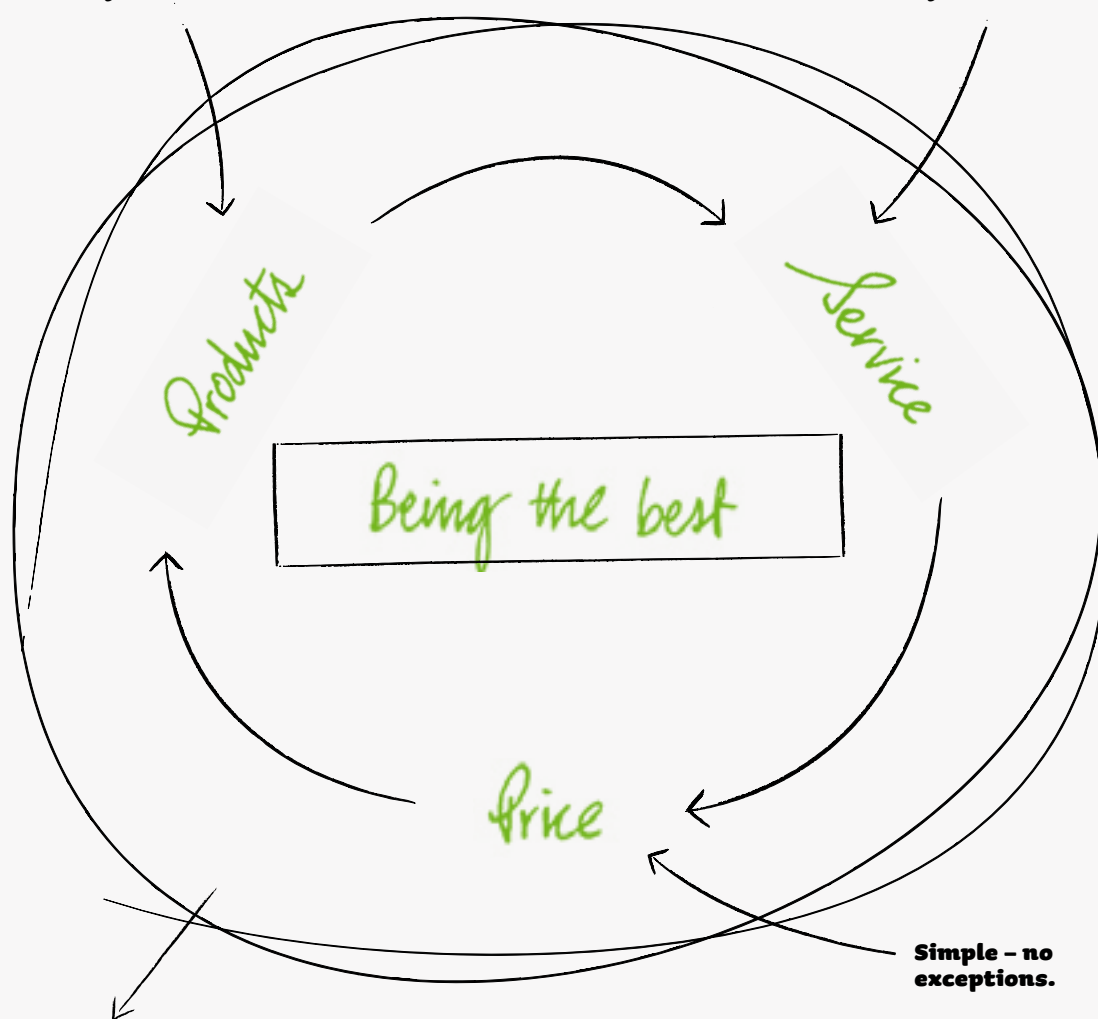 Products
Service
Being the best
Price
Simple – no
exceptions.